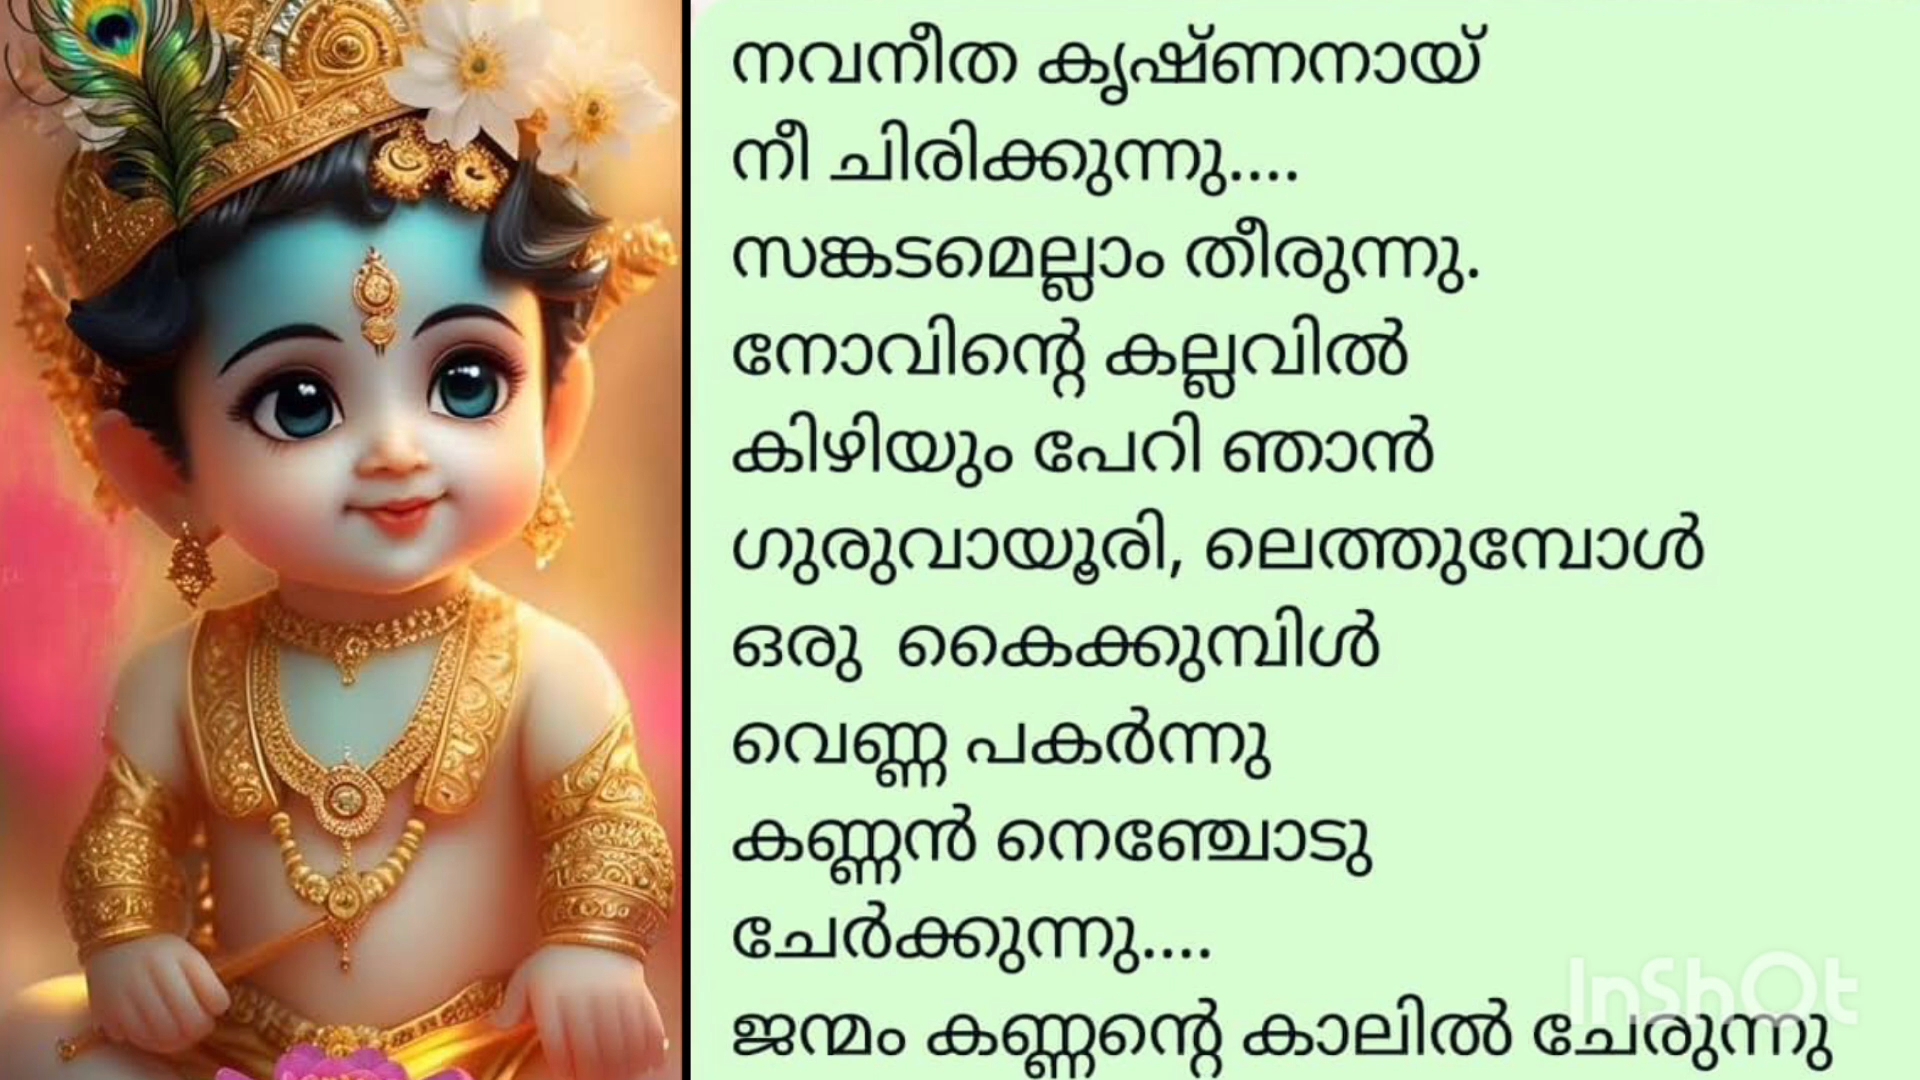 നവനീത കൃഷ്ണനായ്
നീ ചിരിക്കുന്നു....
സങ്കടമെല്ലാം തീരുന്നു.
നോവിന്റെ കല്ലവിൽ
കിഴിയും പേറി ഞാൻ
ഗുരുവായൂരി, ലെത്തുമ്പോൾ
ഒരു കൈക്കുമ്പിൾ
വെണ്ണ പകർന്നു
കണ്ണൻ നെഞ്ചോടു
ചേർക്കുന്നു....
ജന്മം കണ്ണന്റെ കാലിൽ ചേരുന്നു
InShOt